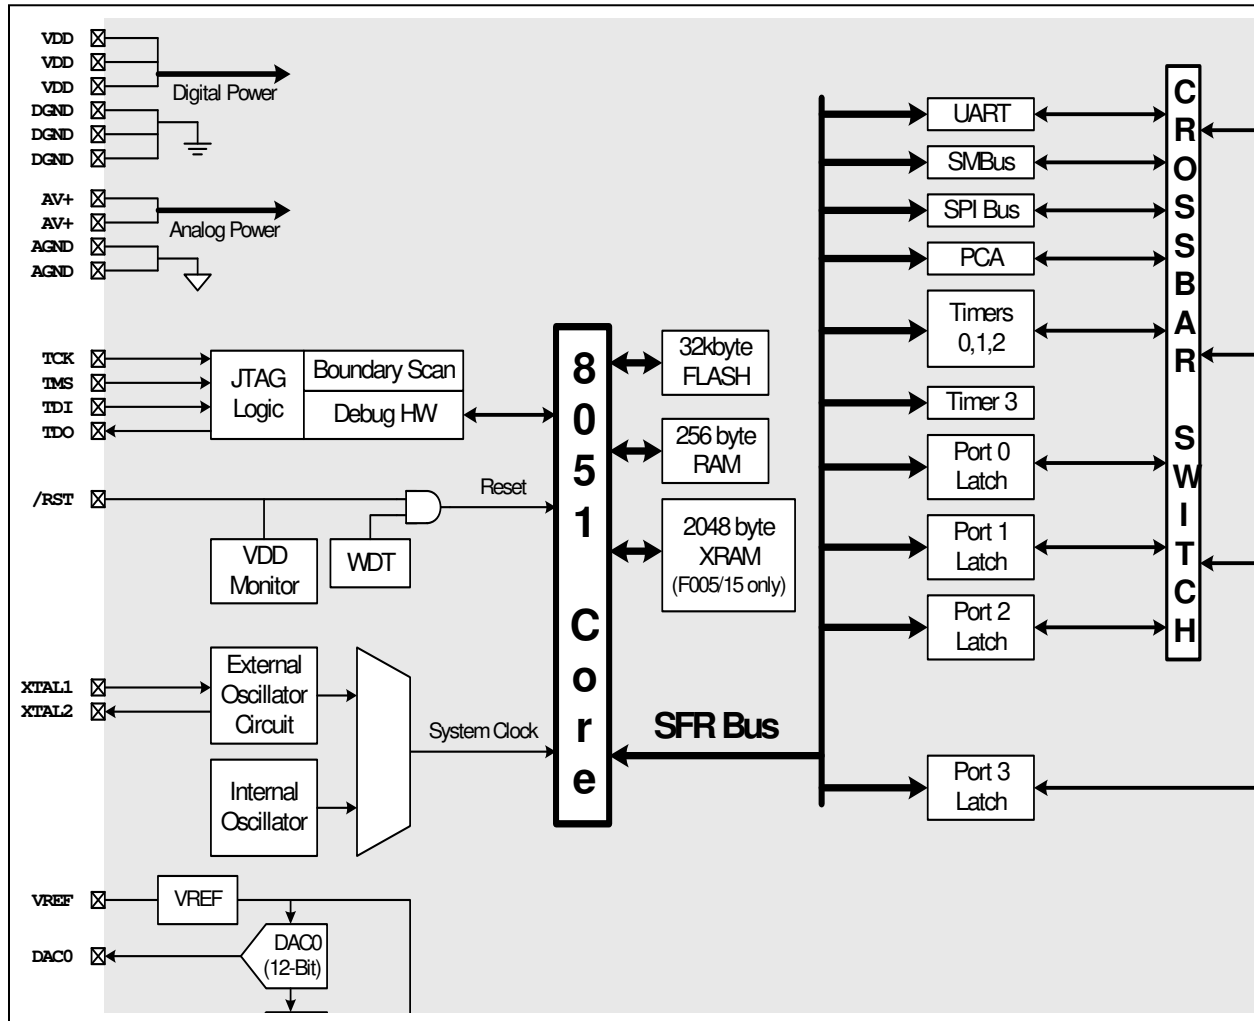 VDD
VDD
VDD
Digital Power
DGND
DGND
DGND
AV+
AV+
Analog Power
AGND
AGND
TCK
TMS
TDI
TDO
JTAG
Logic
Boundary Scan
Debug HW
/RST
Reset
VDD
Monitor
WDT
XTAL1
XTAL2
External
Oscillator
Circuit
Internal
Oscillator
System Clock
VREF
VREF
DAC0
DAC0
(12-Bit)
8051 Core
32kbyte
FLASH
256 byte
RAM
2048 byte
XRAM
(F005/15 only)
SFR Bus
UART
SMBus
SPI Bus
PCA
Timers
0,1,2
Timer 3
Port 0
Latch
Port 1
Latch
Port 2
Latch
Port 3
Latch
CROSSBAR SWITCH